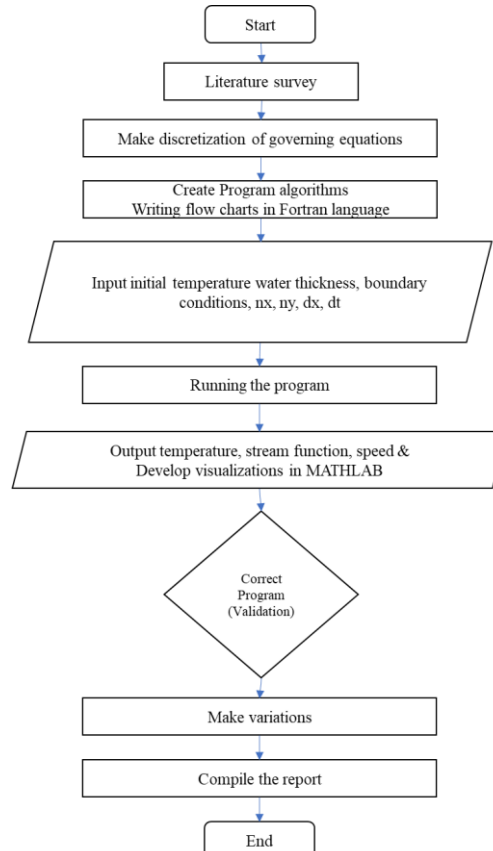 Start
Literature survey
Make discretization of governing equations
Create Program algorithms
Writing flow charts in Fortran language
Input initial temperature water thickness, boundary
conditions, nx, ny, dx, dt
Running the program
Output temperature, stream function, speed &
Develop visualizations in MATHLAB
Correct
Program
(Validation)
Make variations
Compile the report
End